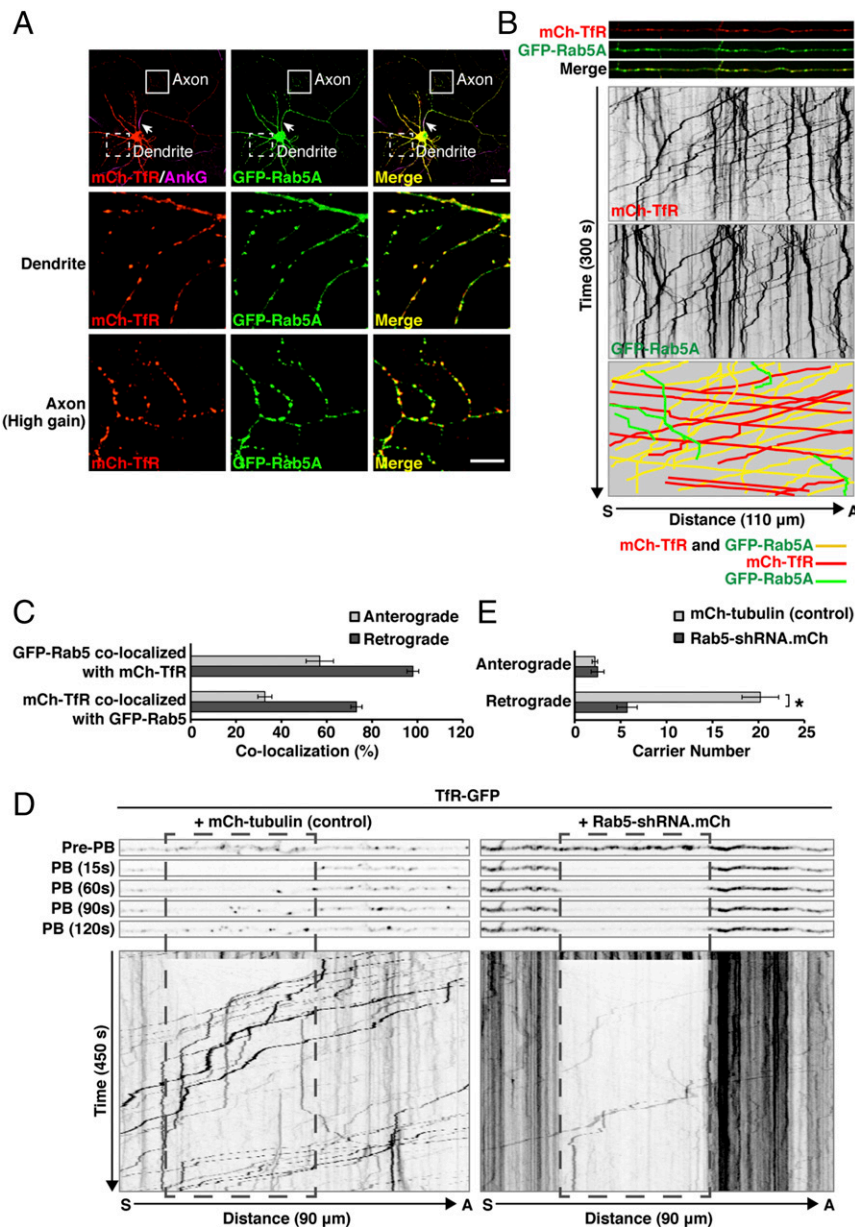 A
Axon
Dendrite
mCh-TfR/AnkG
Axon
Dendrite
GFP-Rab5A
Axon
Dendrite
Merge
Dendrite
mCh-TfR
GFP-Rab5A
Merge
Axon
(High gain)
mCh-TfR
GFP-Rab5A
Merge
B
mCh-TfR
GFP-Rab5A
Merge
Time (300 s)
mCh-TfR
GFP-Rab5A
S
A
Distance (110 µm)
mCh-TfR and GFP-Rab5A
mCh-TfR
GFP-Rab5A
C
Anterograde
Retrograde
GFP-Rab5 co-localized
with mCh-TfR
mCh-TfR co-localized
with GFP-Rab5
0 20 40 60 80 100 120
Co-localization (%)
E
mCh-tubulin (control)
Rab5-shRNA.mCh
Anterograde
Retrograde
*
0 5 10 15 20 25
Carrier Number
D
TfR-GFP
+ mCh-tubulin (control)
+ Rab5-shRNA.mCh
Pre-PB
PB (15s)
PB (60s)
PB (90s)
PB (120s)
Time (450 s)
S
A
Distance (90 µm)
S
A
Distance (90 µm)